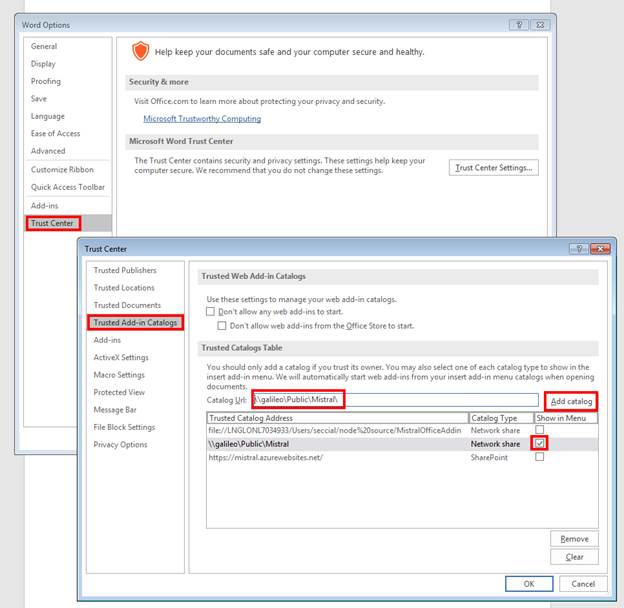 Word Options
General
Display
Proofing
Save
Language
Ease of Access
Advanced
Customize Ribbon
Quick Access Toolbar
Add-ins
Trust Center
Help keep your documents safe and your computer secure and healthy.
Security & more
Visit Office.com to learn more about protecting your privacy and security.
Microsoft Trustworthy Computing
Microsoft Word Trust Center
The Trust Center contains security and privacy settings. These settings help keep your
computer secure. We recommend that you do not change these settings.
Trust Center Settings...
Trust Center
Trusted Publishers
Trusted Locations
Trusted Documents
Trusted Add-in Catalogs
Add-ins
ActiveX Settings
Macro Settings
Protected View
Message Bar
File Block Settings
Privacy Options
Trusted Web Add-in Catalogs
Use these settings to manage your web add-in catalogs.
Don't allow any web add-ins to start.
Don't allow web add-ins from the Office Store to start.
Trusted Catalogs Table
You should only add a catalog if you trust its owner. You may also select one of each catalog type to show in the
insert add-in menu. We will automatically start web add-ins from your insert add-in menu catalogs when opening
documents.
Catalog Url: \\galileo\Public\Mistral\ Add catalog
Trusted Catalog Address Catalog Type Show in Menu
file://LNGLONL7034933/Users/seccial/node%20source/MistralOfficeAddin Network share
\\galileo\Public\Mistral Network share
https://mistral.azurewebsites.net/ SharePoint
Remove
Clear
OK Cancel